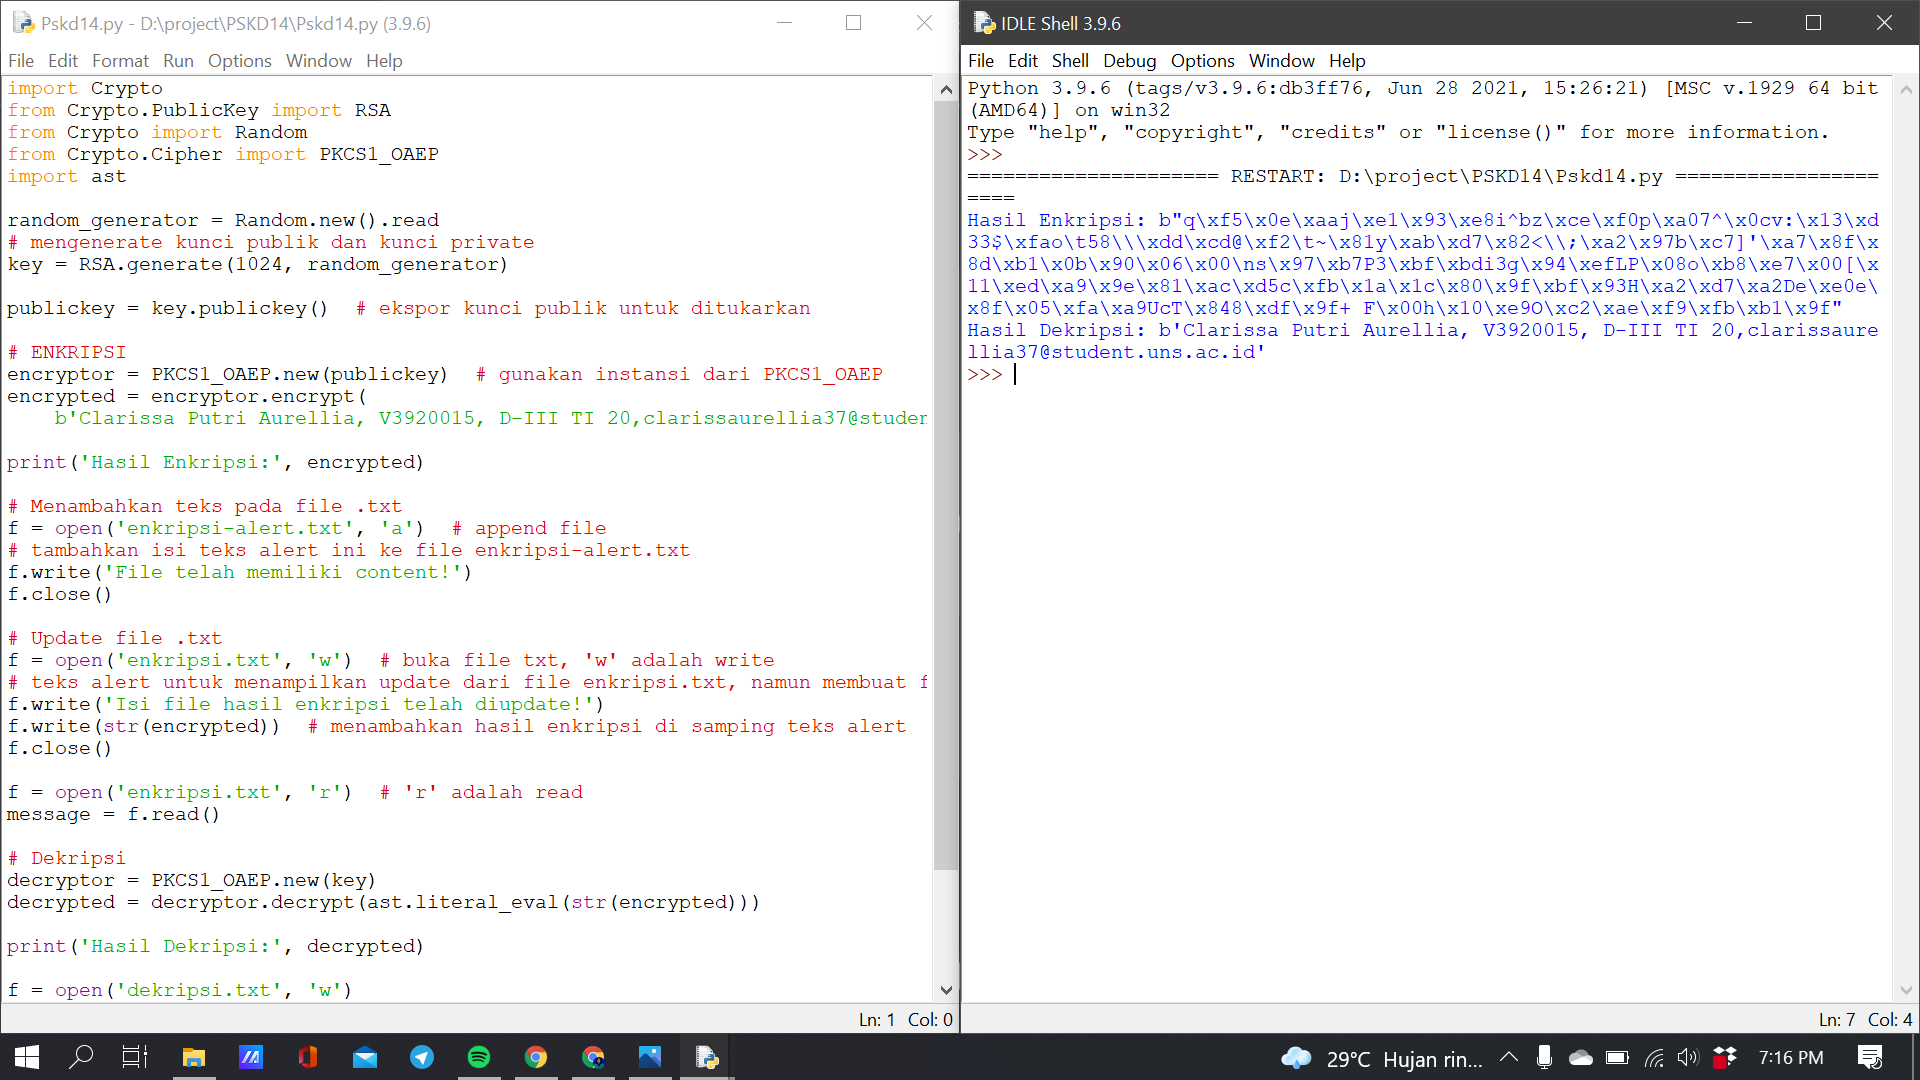 Pskd14.py - D:\project\PSKD14\Pskd14.py (3.9.6)
File Edit Format Run Options Window Help
import Crypto
from Crypto.PublicKey import RSA
from Crypto import Random
from Crypto.Cipher import PKCS1_OAEP
import ast
random_generator = Random.new().read
# mengenerate kunci publik dan kunci private
key = RSA.generate(1024, random_generator)
publickey = key.publickey()  # ekspor kunci publik untuk ditukarkan
# ENKRIPSI
encryptor = PKCS1_OAEP.new(publickey)  # gunakan instansi dari PKCS1_OAEP
encrypted = encryptor.encrypt(
    b'Clarissa Putri Aurellia, V3920015, D-III TI 20,clarissaurellia37@studen
print('Hasil Enkripsi:', encrypted)
# Menambahkan teks pada file .txt
f = open('enkripsi-alert.txt', 'a')  # append file
# tambahkan isi teks alert ini ke file enkripsi-alert.txt
f.write('File telah memiliki content!')
f.close()
# Update file .txt
f = open('enkripsi.txt', 'w')  # buka file txt, 'w' adalah write
# teks alert untuk menampilkan update dari file enkripsi.txt, namun membuat f
f.write('Isi file hasil enkripsi telah diupdate!')
f.write(str(encrypted))  # menambahkan hasil enkripsi di samping teks alert
f.close()
f = open('enkripsi.txt', 'r')  # 'r' adalah read
message = f.read()
# Dekripsi
decryptor = PKCS1_OAEP.new(key)
decrypted = decryptor.decrypt(ast.literal_eval(str(encrypted)))
print('Hasil Dekripsi:', decrypted)
f = open('dekripsi.txt', 'w')
Ln: 1 Col: 0
IDLE Shell 3.9.6
File Edit Shell Debug Options Window Help
Python 3.9.6 (tags/v3.9.6:db3ff76, Jun 28 2021, 15:26:21) [MSC v.1929 64 bit
(AMD64)] on win32
Type "help", "copyright", "credits" or "license()" for more information.
>>>
===================== RESTART: D:\project\PSKD14\Pskd14.py =================
====
Hasil Enkripsi: b"q\xf5\x0e\xaaj\xe1\x93\xe8i^bz\xce\xf0p\xa07^\x0cv:\x13\xd
33$\xfao\t58\\\xdd\xcd@\xf2\t~\x81y\xab\xd7\x82<\\;\xa2\x97b\xc7]'\xa7\x8f\x
8d\xb1\x0b\x90\x06\x00\ns\x97\xb7P3\xbf\xbdi3g\x94\xefLP\x08o\xb8\xe7\x00[\x
11\xed\xa9\x9e\x81\xac\xd5c\xfb\x1a\x1c\x80\x9f\xbf\x93H\xa2\xd7\xa2De\xe0e\
x8f\x05\xfa\xa9UcT\x848\xdf\x9f+ F\x00h\x10\xe9O\xc2\xae\xf9\xfb\xb1\x9f"
Hasil Dekripsi: b'Clarissa Putri Aurellia, V3920015, D-III TI 20,clarissaure
llia37@student.uns.ac.id'
>>>
Ln: 7 Col: 4
29°C Hujan rin... 7:16 PM